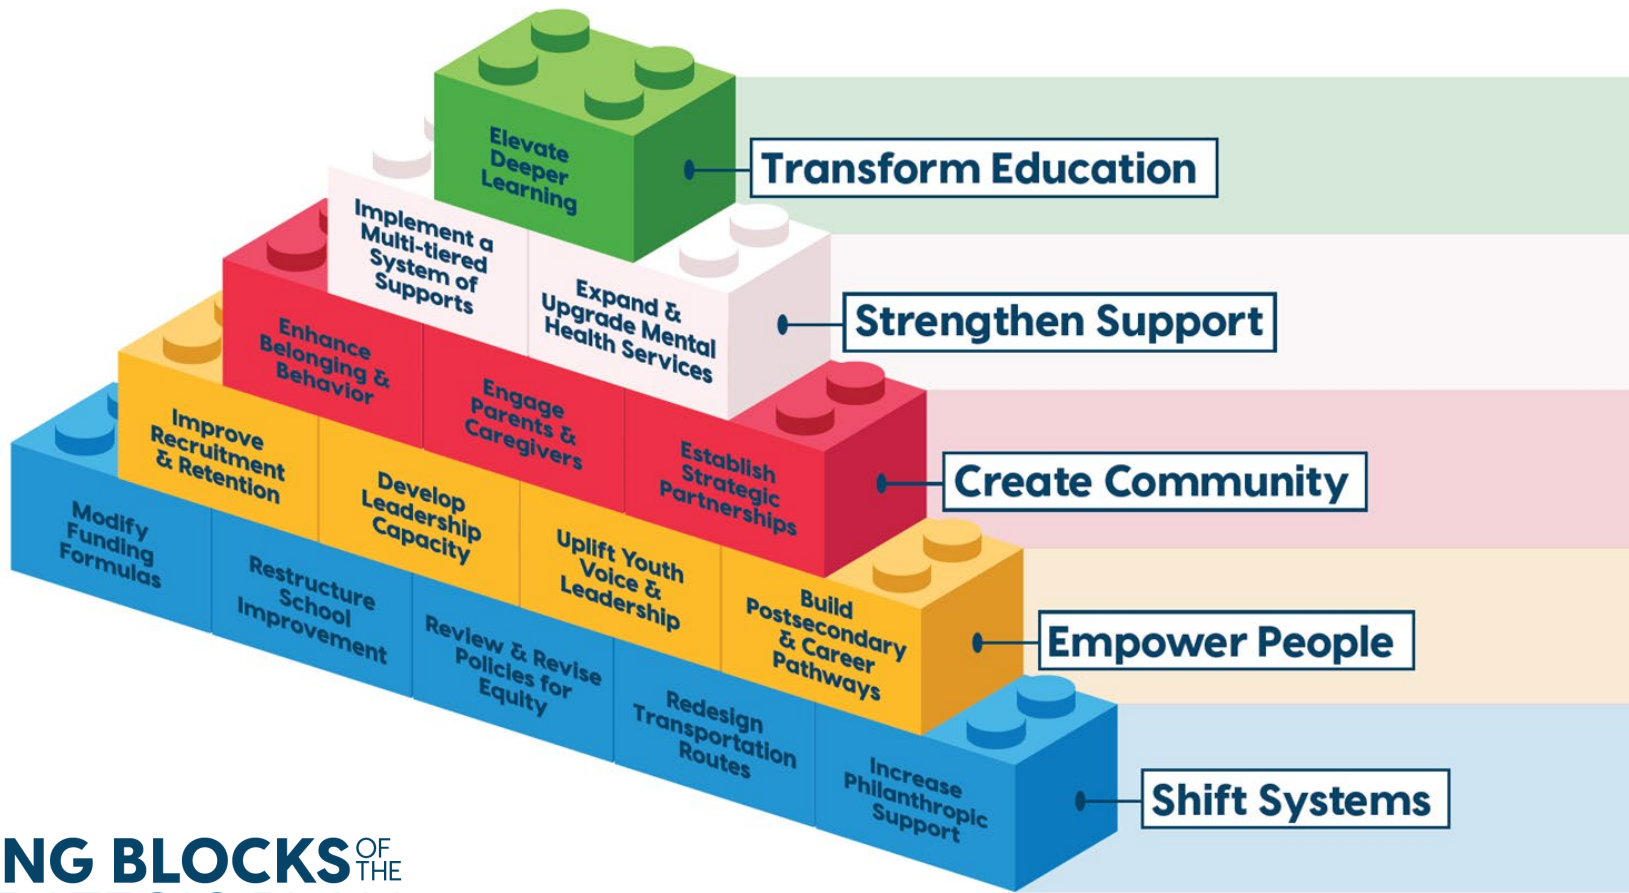 Elevate
Deeper
Learning
Transform Education
Implement a
Multi-tiered
System of
Supports
Expand &
Upgrade Mental
Health Services
Strengthen Support
Enhance
Belonging &
Behavior
Engage
Parents &
Caregivers
Establish
Strategic
Partnerships
Create Community
Improve
Recruitment
& Retention
Develop
Leadership
Capacity
Uplift Youth
Voice &
Leadership
Build
Postsecondary
& Career
Pathways
Empower People
Modify
Funding
Formulas
Restructure
School
Improvement
Review & Revise
Policies for
Equity
Redesign
Transportation
Routes
Increase
Philanthropic
Support
Shift Systems
NG BLOCKS OF THE